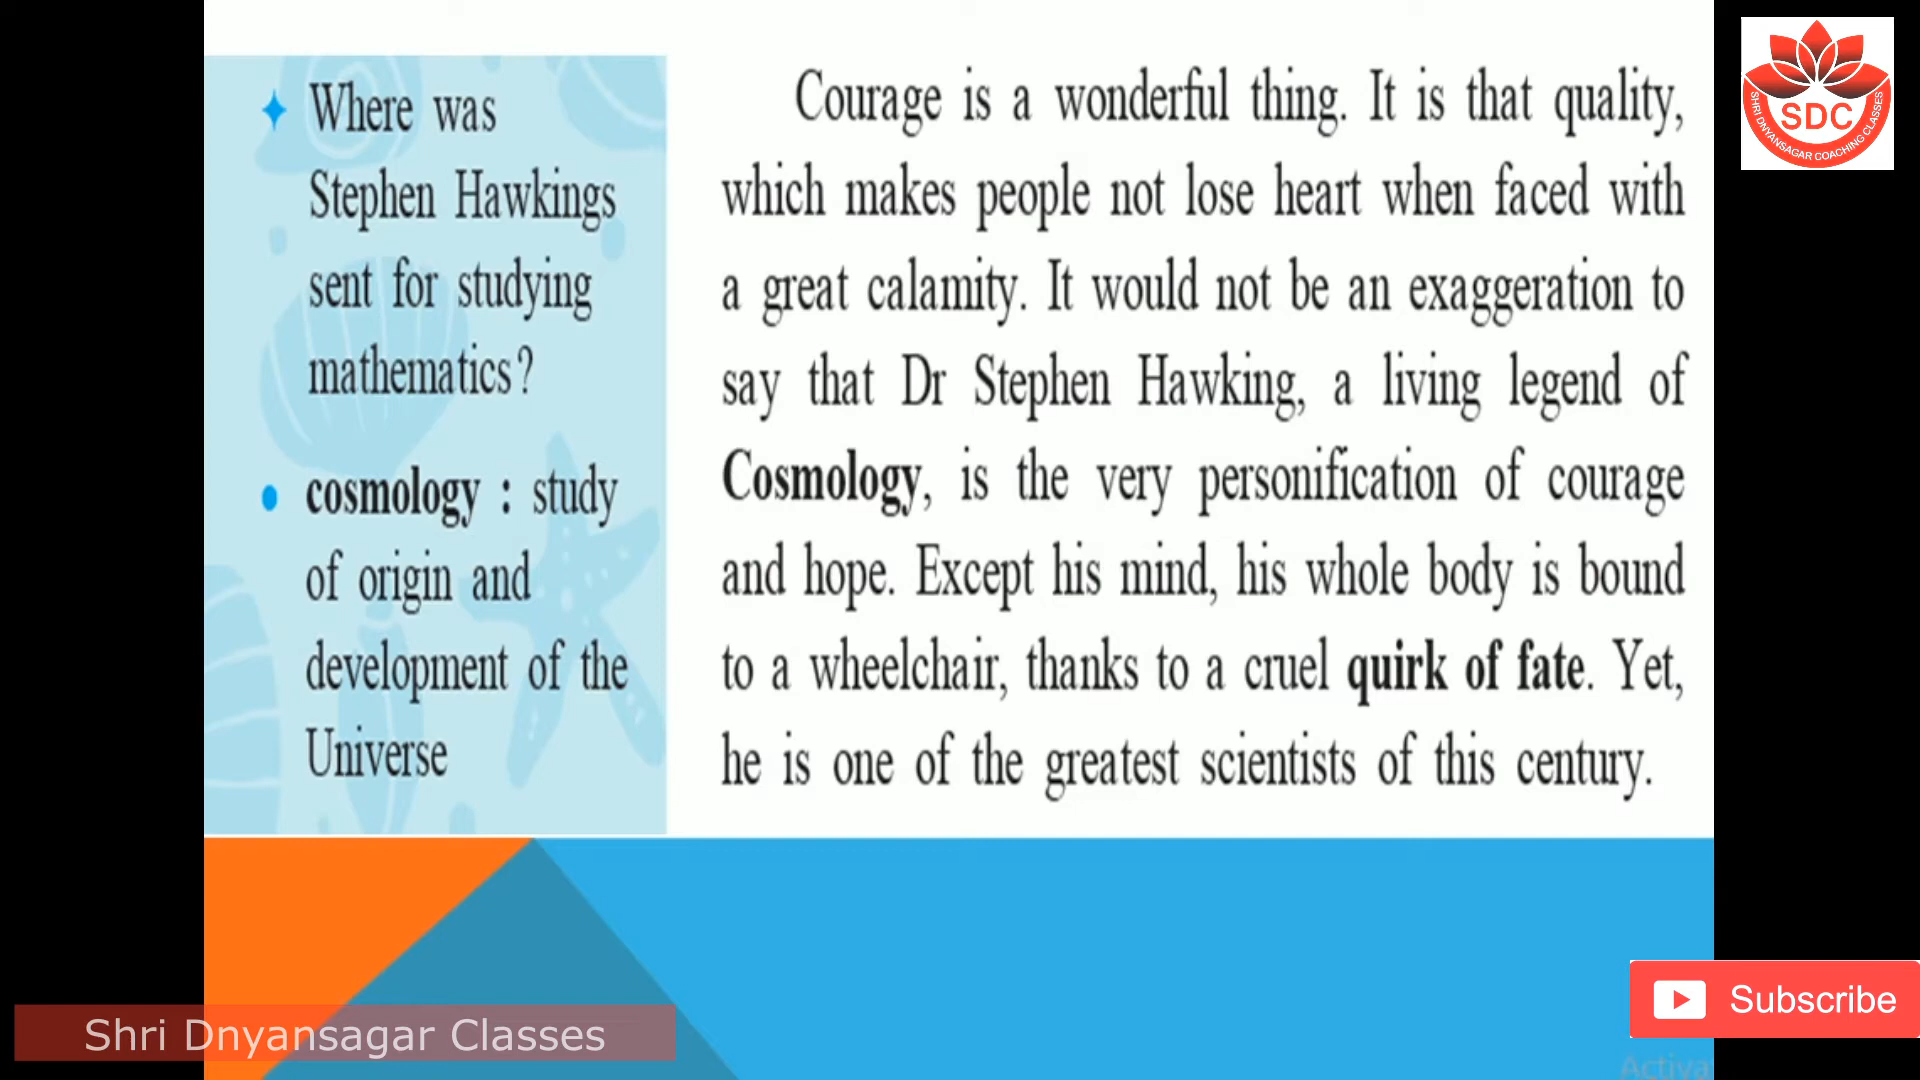 Where was
Stephen Hawkings
sent for studying
mathematics?
cosmology : study
of origin and
development of the
Universe
Courage is a wonderful thing. It is that quality,
which makes people not lose heart when faced with
a great calamity. It would not be an exaggeration to
say that Dr Stephen Hawking, a living legend of
Cosmology, is the very personification of courage
and hope. Except his mind, his whole body is bound
to a wheelchair, thanks to a cruel quirk of fate. Yet,
he is one of the greatest scientists of this century.
SDC
SHRI DNYANSAGAR COACHING CLASSES
Shri Dnyansagar Classes
Subscribe
Activa